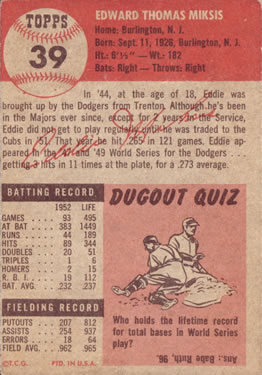 TOPPS
39
EDWARD THOMAS MIKSIS
Home: Burlington, N. J.
Born: Sept. 11, 1926, Burlington, N. J.
Ht: 6'½" – Wt.: 182
Bats: Right – Throws: Right
In '44, at the age of 18, Eddie was
brought up by the Dodgers from Trenton. Although he's been
in the Majors ever since, except for 2 years in the Service,
Eddie did not get to play regularly until he was traded to the
Cubs in '51. That year he hit .265 in 121 games. Eddie ap-
peared in the '47 and '49 World Series for the Dodgers
getting 3 hits in 11 times at the plate, for a .273 average.
BATTING RECORD
1952 LIFE
GAMES 93 495
AT BAT 383 1449
RUNS 44 189
HITS 89 344
DOUBLES 20 51
TRIPLES 1 6
HOMERS 2 15
R. B. I. 19 112
BAT. AVE. .232 .237
FIELDING RECORD
PUTOUTS 207 812
ASSISTS 254 937
ERRORS 18 64
FIELD. AVE. .962 .965
©T.C.G. PTD. IN U.S.A.
DUGOUT QUIZ
Who holds the lifetime record
for total bases in World Series
play?
Ans: Babe Ruth 96.